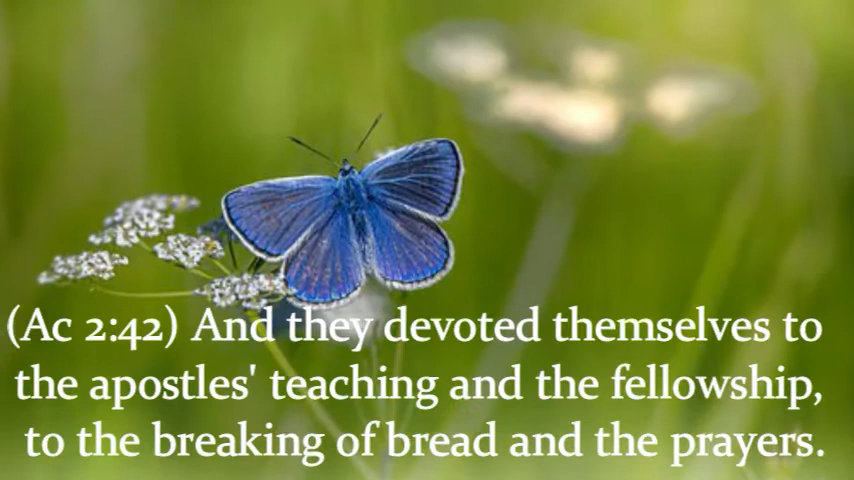 (Ac 2:42) And they devoted themselves to
the apostles' teaching and the fellowship,
to the breaking of bread and the prayers.